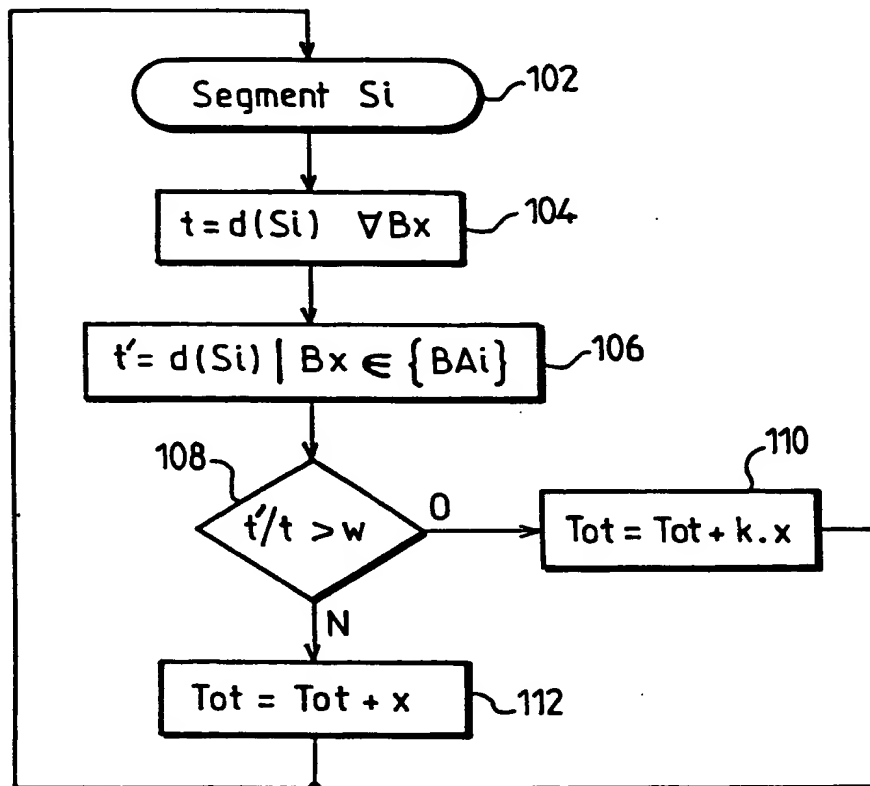 Segment Si
102
t = d(Si) ∀Bx
104
t' = d(Si) | Bx ∈ {BAi}
106
108
t'/t > w
O
N
110
Tot = Tot + k.x
Tot = Tot + x
112